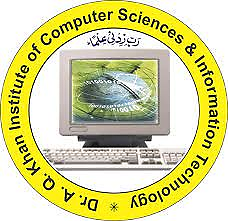 Dr. A. Q. Khan Institute of Computer Sciences & Information Technology *
رَبِّ زِدْنِي عِلْمًا